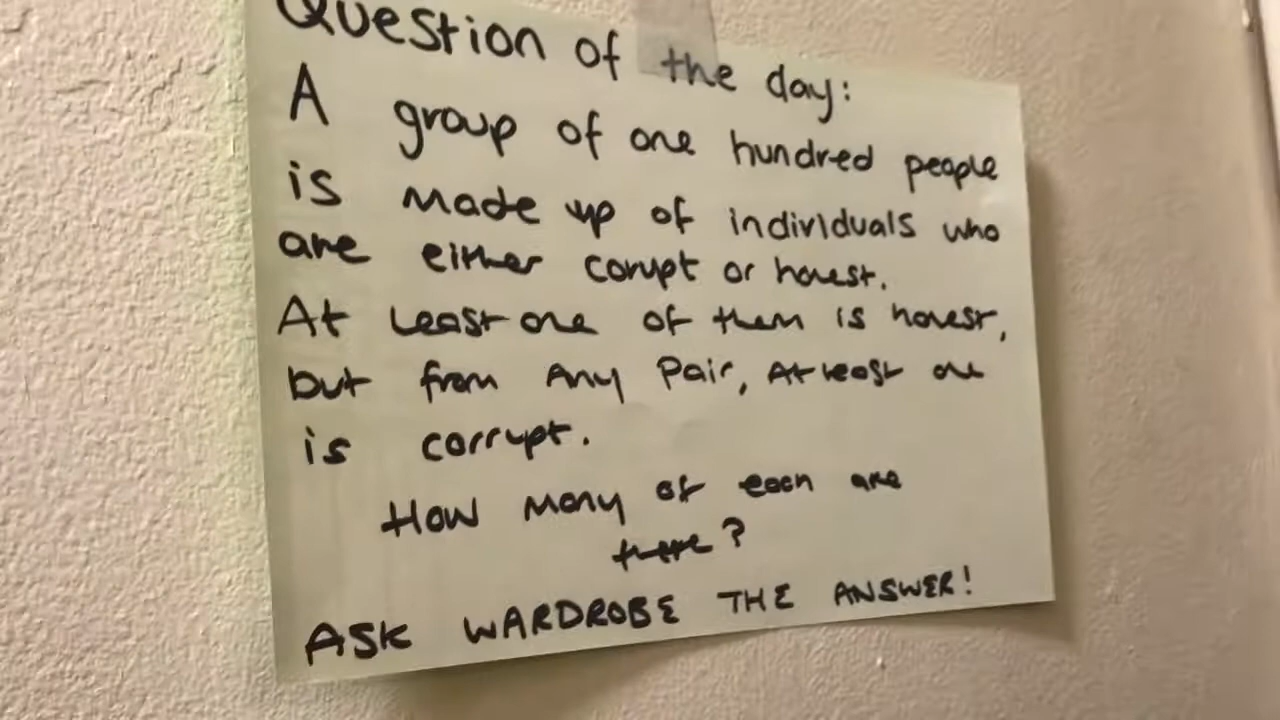 Question of the day:
A group of one hundred people
is made up of individuals who
are either corupt or honest.
At least one of them is honest,
but from Any Pair, At least one
is corrupt.
How many of each are
there?
ASK WARDROBE THE ANSWER!